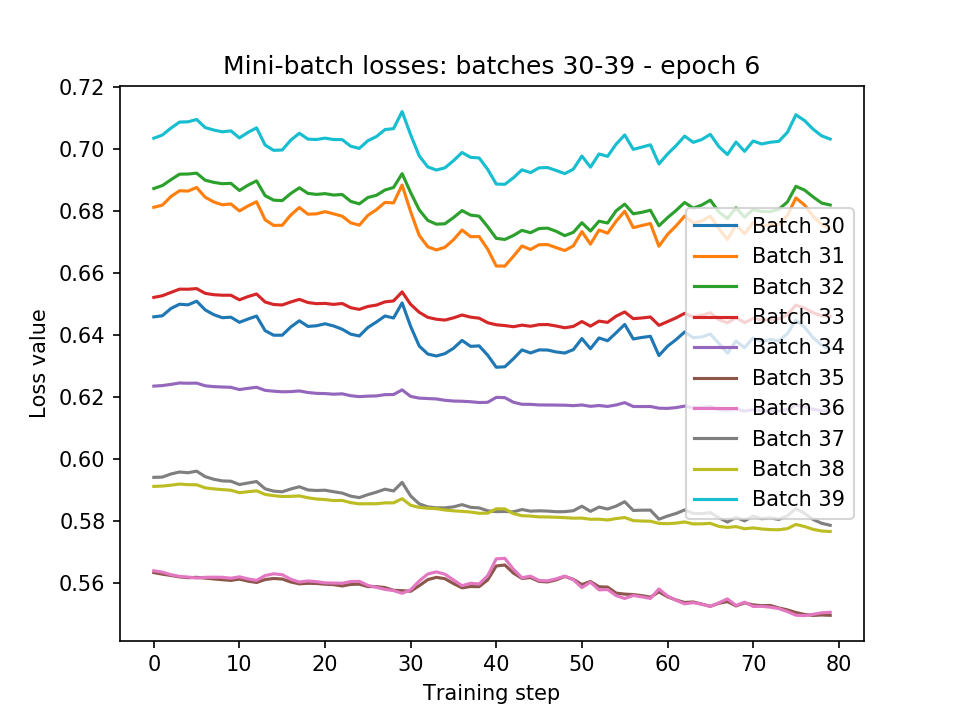 Mini-batch losses: batches 30-39 - epoch 6
0.72
0.70
0.68
0.66
0.64
0.62
0.60
0.58
0.56
Loss value
Batch 30
Batch 31
Batch 32
Batch 33
Batch 34
Batch 35
Batch 36
Batch 37
Batch 38
Batch 39
0 10 20 30 40 50 60 70 80
Training step